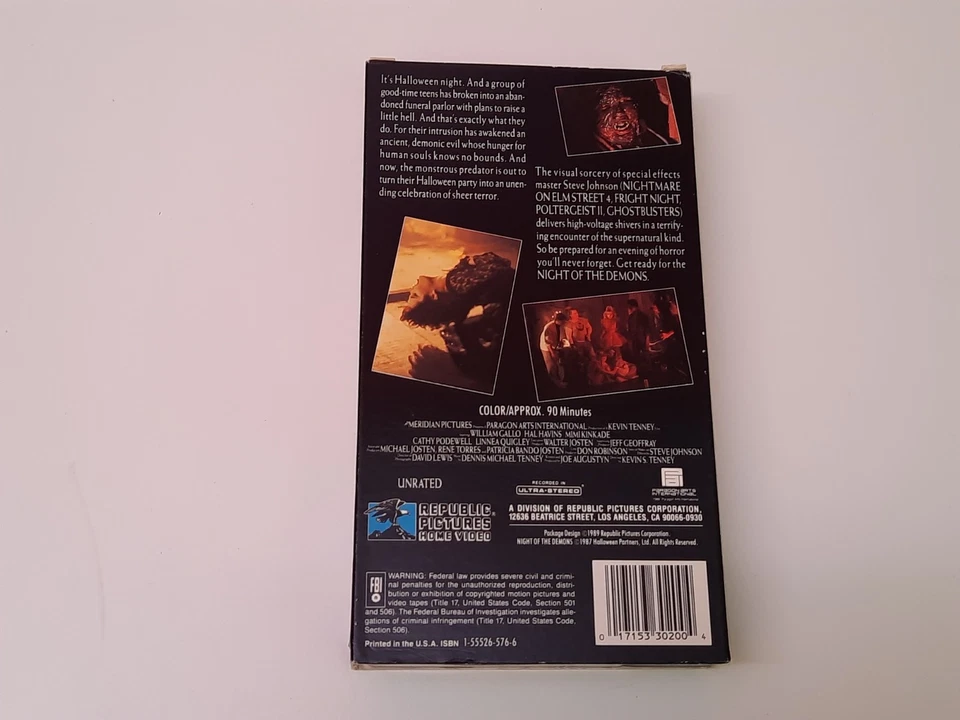 It's Halloween night. And a group of
good-time teens has broken into an aban-
doned funeral parlor with plans to raise a
little hell. And that's exactly what they
do. For their intrusion has awakened an
ancient, demonic evil whose hunger for
human souls knows no bounds. And
now, the monstrous predator is out to
turn their Halloween party into an unen-
ding celebration of sheer terror.
The visual sorcery of special effects
master Steve Johnson (NIGHTMARE
ON ELM STREET 4, FRIGHT NIGHT,
POLTERGEIST II, GHOSTBUSTERS)
delivers high-voltage shivers in a terrify-
ing encounter of the supernatural kind.
So be prepared for an evening of horror
you'll never forget. Get ready for the
NIGHT OF THE DEMONS.
COLOR/APPROX. 90 Minutes
MERIDIAN PICTURES PARAGON ARTS INTERNATIONAL KEVIN TENNEY
WILLIAM GALLO HAL HAVINS MIMI KINKADE
CATHY PODEWELL LINNEA QUIGLEY WALTER JOSTEN JEFF GEOFFRAY
MICHAEL JOSTEN, RENE TORRES PATRICIA BANDO JOSTEN DON ROBINSON STEVE JOHNSON
DAVID LEWIS DENNIS MICHAEL TENNEY JOE AUGUSTYN KEVIN S. TENNEY
UNRATED
RECORDED IN
ULTRA-STEREO
PARAGON ARTS
INTERNATIONAL
REPUBLIC
PICTURES
HOME VIDEO
A DIVISION OF REPUBLIC PICTURES CORPORATION,
12636 BEATRICE STREET, LOS ANGELES, CA 90066-0930
Package Design ©1989 Republic Pictures Corporation.
NIGHT OF THE DEMONS ©1987 Halloween Partners, Ltd. All Rights Reserved.
FBI
WARNING: Federal law provides severe civil and crimi-
nal penalties for the unauthorized reproduction, distri-
bution or exhibition of copyrighted motion pictures and
video tapes (Title 17, United States Code, Section 501
and 506). The Federal Bureau of Investigation investigates alle-
gations of criminal infringement (Title 17, United States Code,
Section 506).
Printed in the U.S.A. ISBN 1-55526-576-6
0 17153 30200 4